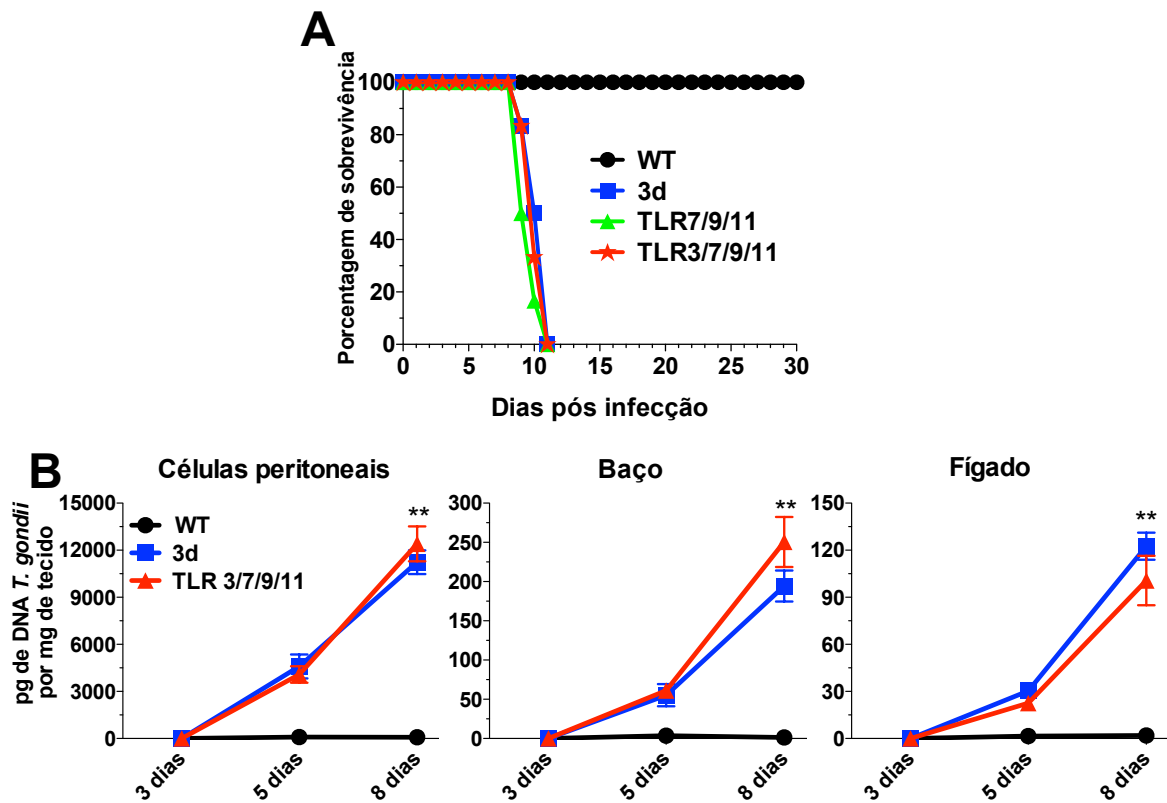 A
Porcentagem de sobrevivência
100
80
60
40
20
0
0 5 10 15 20 25 30
Dias pós infecção
WT
3d
TLR7/9/11
TLR3/7/9/11
B
Células peritoneais
pg de DNA T. gondii
por mg de tecido
15000
12000
9000
6000
3000
0
WT
3d
TLR 3/7/9/11
**
3 dias 5 dias 8 dias
Baço
300
250
200
150
100
50
0
**
3 dias 5 dias 8 dias
Fígado
150
120
90
60
30
0
**
3 dias 5 dias 8 dias